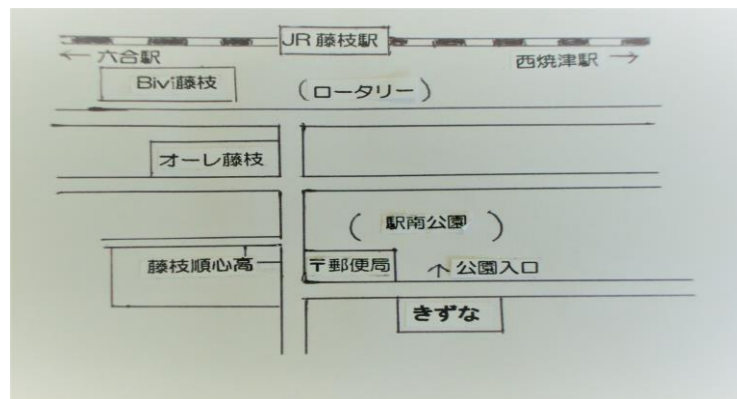 JR藤枝駅
← 六合駅
西焼津駅 →
Bivi藤枝
(ロータリー)
オーレ藤枝
( 駅南公園 )
藤枝順心高
〒郵便局
↑ 公園入口
きずな